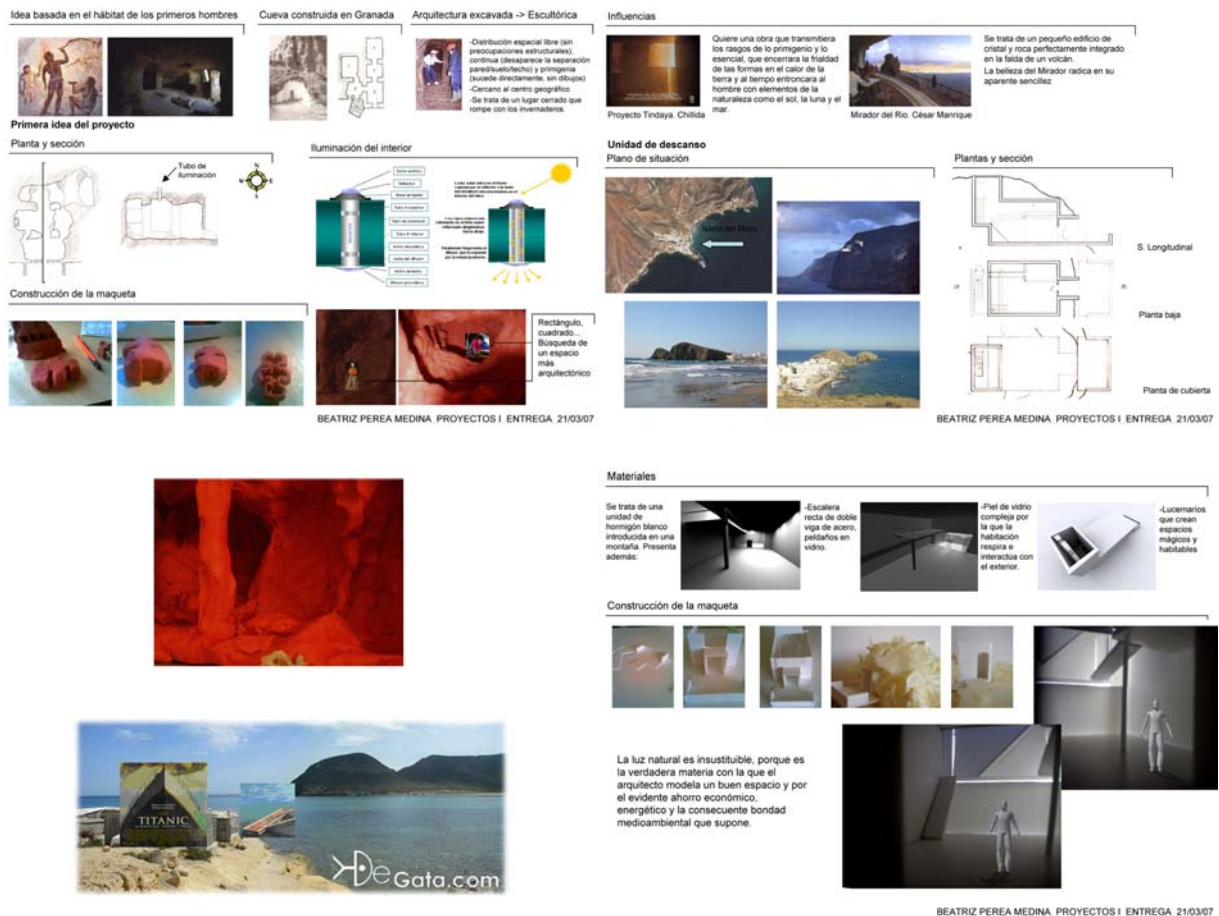 Idea basada en el hábitat de los primeros hombres
Cueva construida en Granada
Arquitectura excavada -> Escultórica
-Distribución espacial libre (sin
preocupaciones estructurales),
continua (desaparece la separación
pared/suelo/techo) y primigenia
(sucede directamente, sin dibujos)
-Cercano al centro geográfico
-Se trata de un lugar cerrado que
rompe con los invernaderos.
Primera idea del proyecto
Planta y sección
Tubo de
iluminación
N
E
S
Iluminación del interior
Construcción de la maqueta
Rectángulo,
cuadrado...
Búsqueda de
un espacio
más
arquitectónico
BEATRIZ PEREA MEDINA PROYECTOS I ENTREGA 21/03/07
Influencias
Proyecto Tindaya. Chillida
Quiere una obra que transmitiera
los rasgos de lo primigenio y lo
esencial, que encerrara la frialdad
de las formas en el calor de la
tierra y al tiempo entroncara al
hombre con elementos de la
naturaleza como el sol, la luna y el
mar.
Mirador del Rio. César Manrique
Se trata de un pequeño edificio de
cristal y roca perfectamente integrado
en la falda de un volcán.
La belleza del Mirador radica en su
aparente sencillez
Unidad de descanso
Plano de situación
Isleta del Moro
Plantas y sección
S. Longitudinal
Planta baja
Planta de cubierta
BEATRIZ PEREA MEDINA PROYECTOS I ENTREGA 21/03/07
TITANIC
DeGata.com
Materiales
Se trata de una
unidad de
hormigón blanco
introducida en una
montaña. Presenta
además:
-Escalera
recta de doble
viga de acero,
peldaños en
vidrio.
-Piel de vidrio
compleja por
la que la
habitación
respira e
interactúa con
el exterior.
-Lucernarios
que crean
espacios
mágicos y
habitables
Construcción de la maqueta
La luz natural es insustituible, porque es
la verdadera materia con la que el
arquitecto modela un buen espacio y por
el evidente ahorro económico,
energético y la consecuente bondad
medioambiental que supone.
BEATRIZ PEREA MEDINA PROYECTOS I ENTREGA 21/03/07